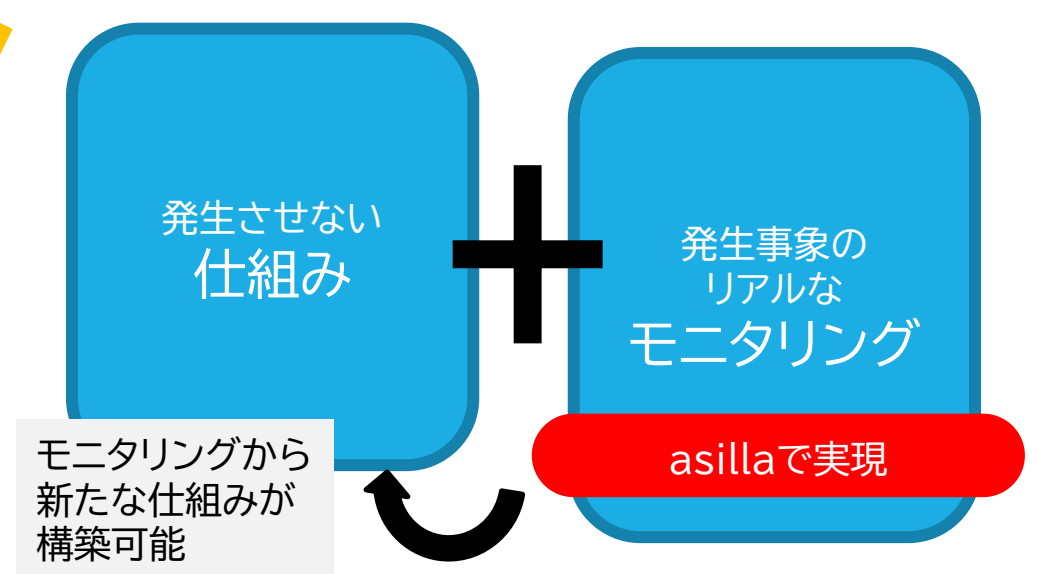 発生させない
仕組み
発生事象の
リアルな
モニタリング
asillaで実現
モニタリングから
新たな仕組みが
構築可能